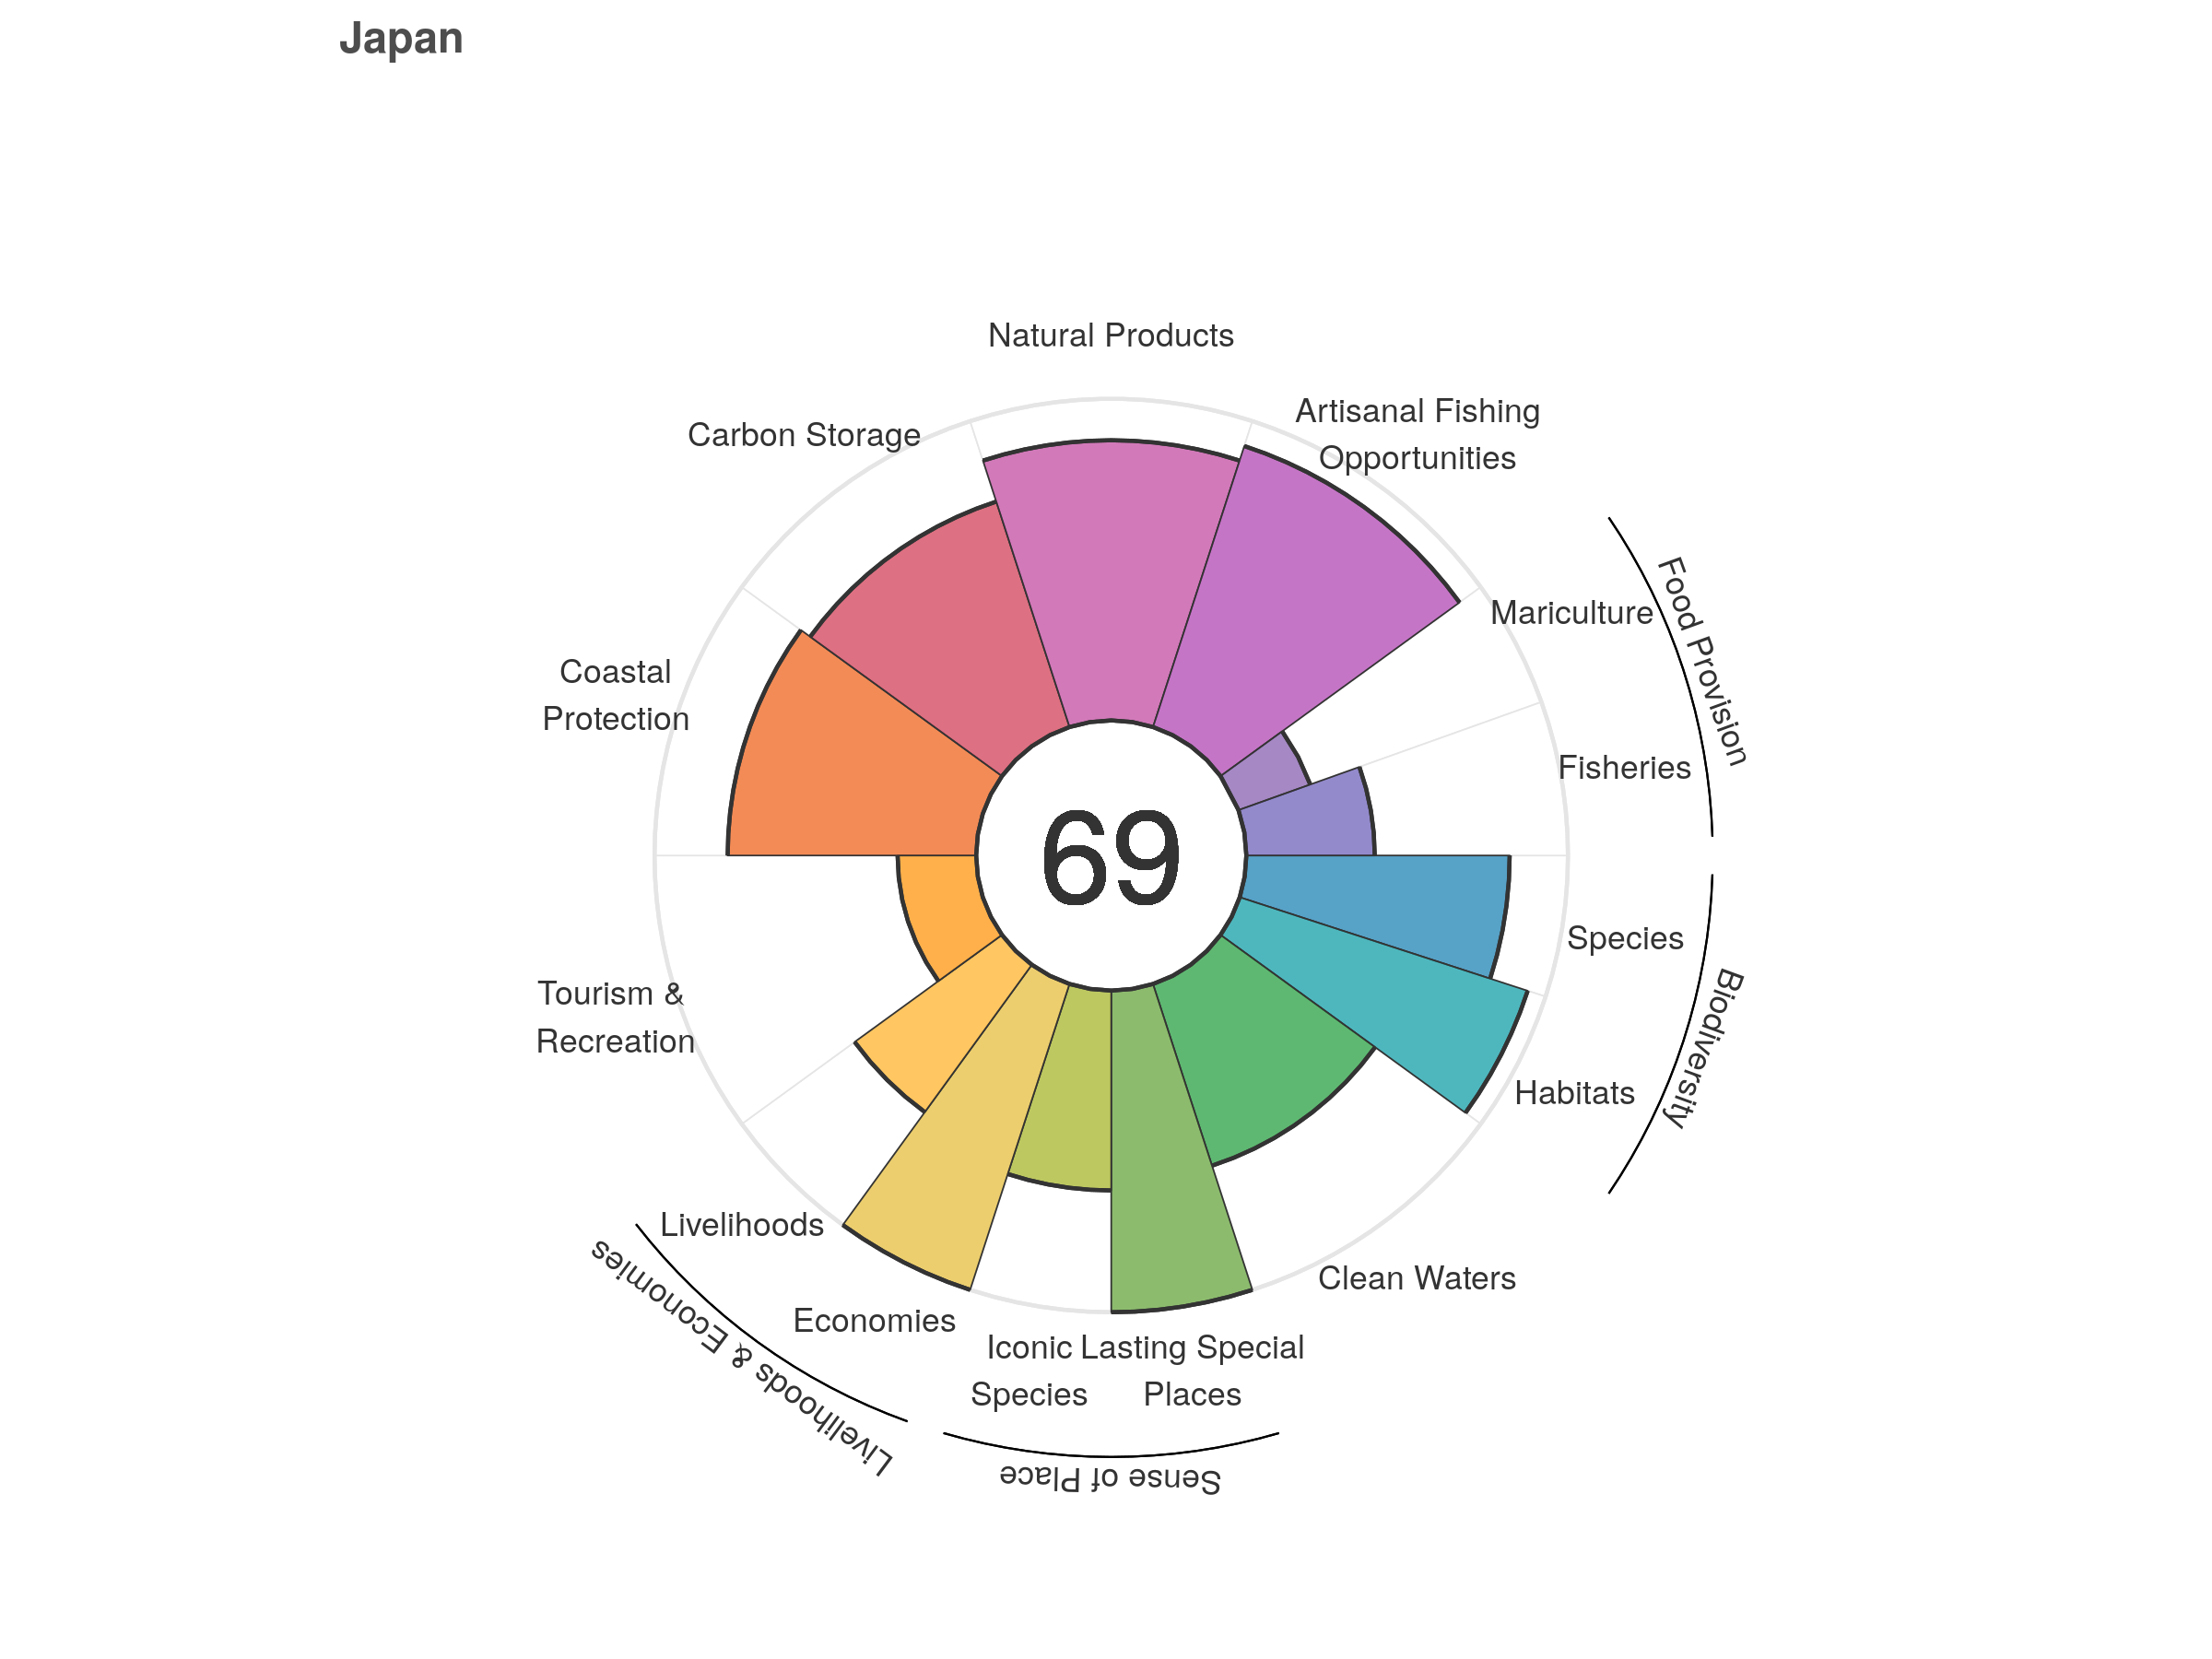 Japan
Natural Products
Artisanal Fishing
Opportunities
Carbon Storage
Mariculture
Food Provision
Coastal
Protection
Fisheries
69
Species
Biodiversity
Tourism &
Recreation
Habitats
Livelihoods
Clean Waters
Economies
Livelihoods & Economies
Iconic
Species
Lasting Special
Places
Sense of Place